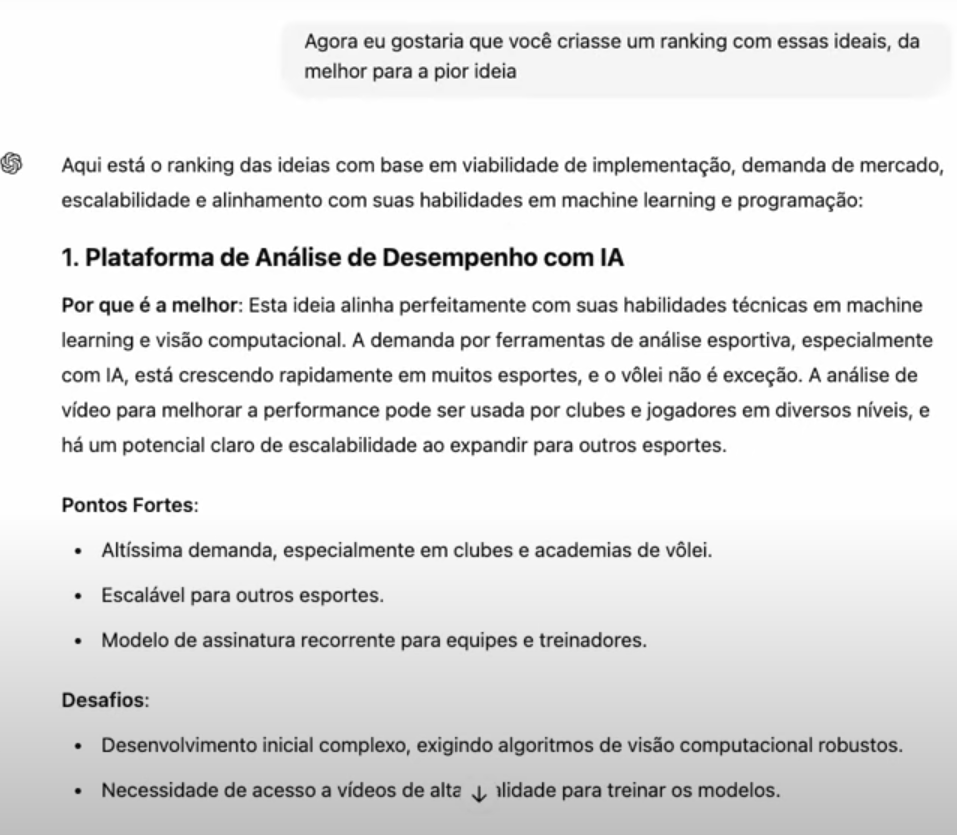 Agora eu gostaria que você criasse um ranking com essas ideais, da
melhor para a pior ideia
Aqui está o ranking das ideias com base em viabilidade de implementação, demanda de mercado,
escalabilidade e alinhamento com suas habilidades em machine learning e programação:
1. Plataforma de Análise de Desempenho com IA
Por que é a melhor: Esta ideia alinha perfeitamente com suas habilidades técnicas em machine
learning e visão computacional. A demanda por ferramentas de análise esportiva, especialmente
com IA, está crescendo rapidamente em muitos esportes, e o vôlei não é exceção. A análise de
vídeo para melhorar a performance pode ser usada por clubes e jogadores em diversos níveis, e
há um potencial claro de escalabilidade ao expandir para outros esportes.
Pontos Fortes:
• Altíssima demanda, especialmente em clubes e academias de vôlei.
• Escalável para outros esportes.
• Modelo de assinatura recorrente para equipes e treinadores.
Desafios:
• Desenvolvimento inicial complexo, exigindo algoritmos de visão computacional robustos.
• Necessidade de acesso a vídeos de alta para treinar os modelos.